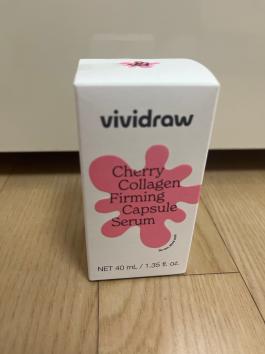 vividraw
Cherry
Collagen
Firming
Capsule
Serum
NET 40 mL / 1.35 fl. oz.